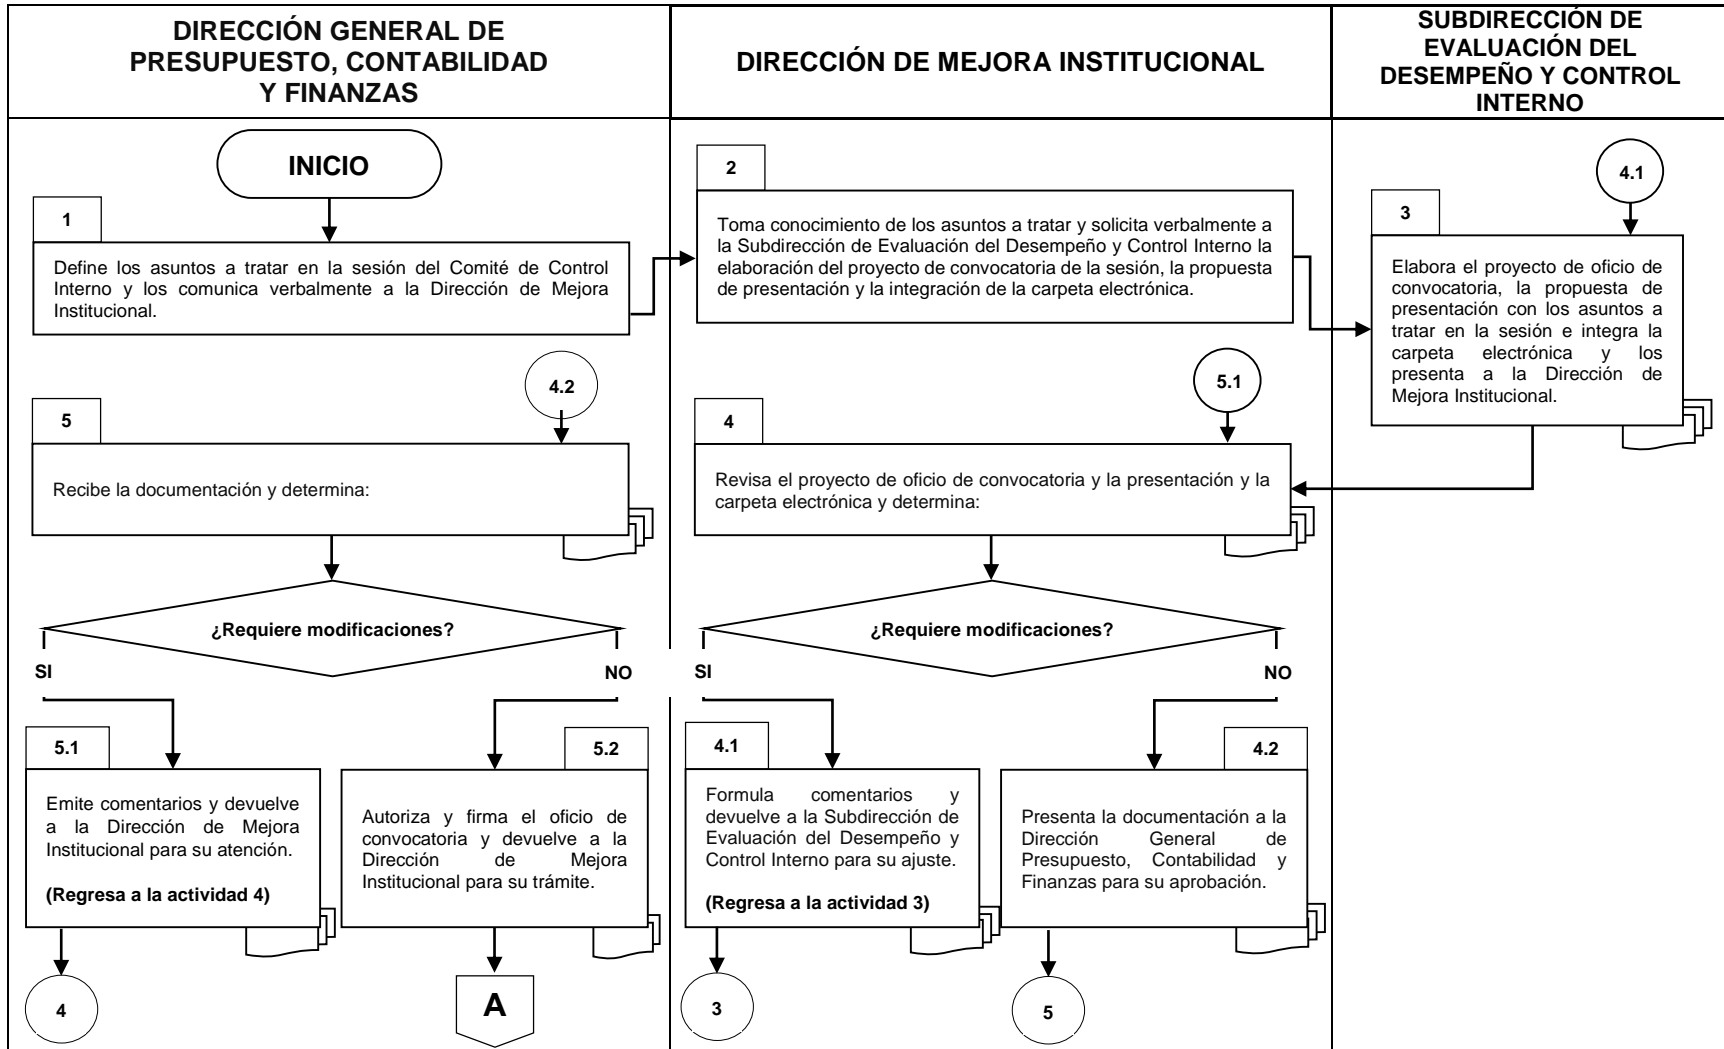 DIRECCIÓN GENERAL DE
PRESUPUESTO, CONTABILIDAD
Y FINANZAS
DIRECCIÓN DE MEJORA INSTITUCIONAL
SUBDIRECCIÓN DE
EVALUACIÓN DEL
DESEMPEÑO Y CONTROL
INTERNO
INICIO
1
Define los asuntos a tratar en la sesión del Comité de Control
Interno y los comunica verbalmente a la Dirección de Mejora
Institucional.
2
Toma conocimiento de los asuntos a tratar y solicita verbalmente a
la Subdirección de Evaluación del Desempeño y Control Interno la
elaboración del proyecto de convocatoria de la sesión, la propuesta
de presentación y la integración de la carpeta electrónica.
4.1
3
Elabora el proyecto de oficio de
convocatoria, la propuesta de
presentación con los asuntos a
tratar en la sesión e integra la
carpeta electrónica y los
presenta a la Dirección de
Mejora Institucional.
4.2
5
Recibe la documentación y determina:
5.1
4
Revisa el proyecto de oficio de convocatoria y la presentación y la
carpeta electrónica y determina:
¿Requiere modificaciones?
SI
NO
¿Requiere modificaciones?
SI
NO
5.1
Emite comentarios y devuelve
a la Dirección de Mejora
Institucional para su atención.
(Regresa a la actividad 4)
4
5.2
Autoriza y firma el oficio de
convocatoria y devuelve a la
Dirección de Mejora
Institucional para su trámite.
A
4.1
Formula comentarios y
devuelve a la Subdirección de
Evaluación del Desempeño y
Control Interno para su ajuste.
(Regresa a la actividad 3)
3
4.2
Presenta la documentación a la
Dirección General de
Presupuesto, Contabilidad y
Finanzas para su aprobación.
5